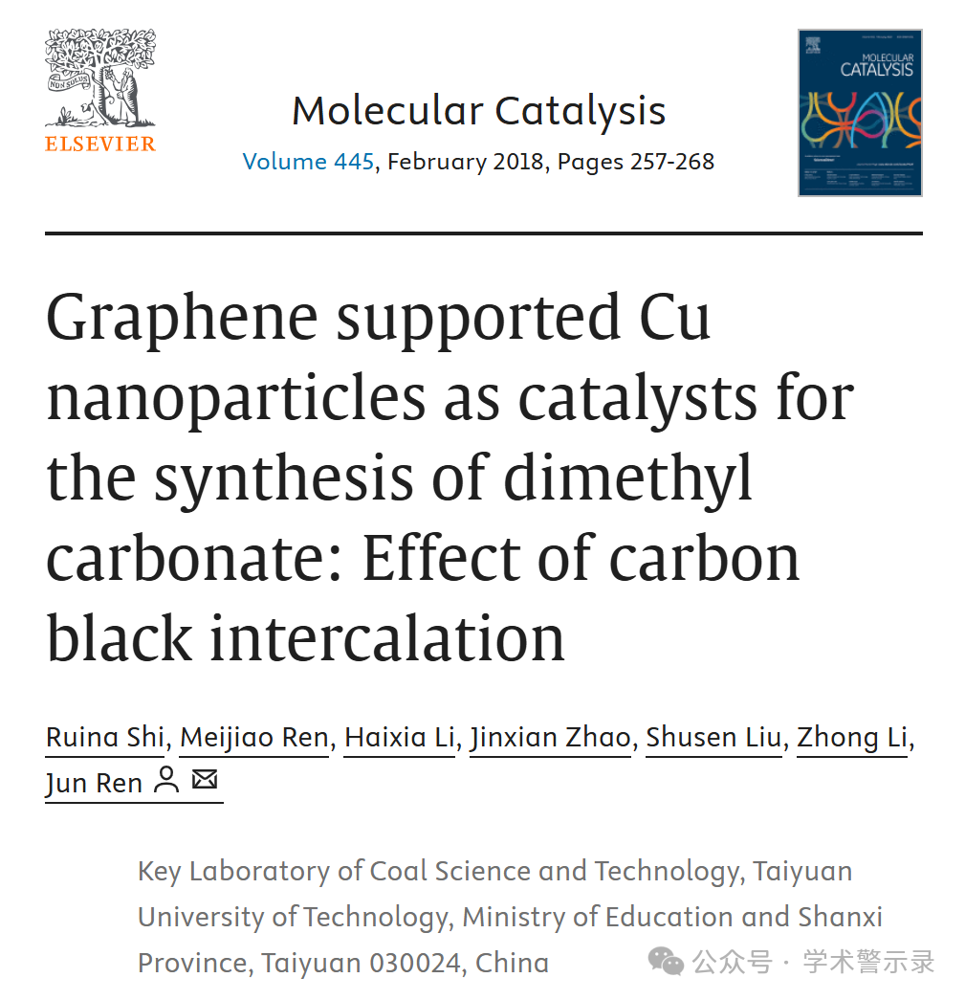 NON SOLUS
ELSEVIER
Molecular Catalysis
Volume 445, February 2018, Pages 257-268
MOLECULAR
CATALYSIS
Graphene supported Cu
nanoparticles as catalysts for
the synthesis of dimethyl
carbonate: Effect of carbon
black intercalation
Ruina Shi, Meijiao Ren, Haixia Li, Jinxian Zhao, Shusen Liu, Zhong Li,
Jun Ren
Key Laboratory of Coal Science and Technology, Taiyuan
University of Technology, Ministry of Education and Shanxi
Province, Taiyuan 030024, China
公众号 · 学术警示录